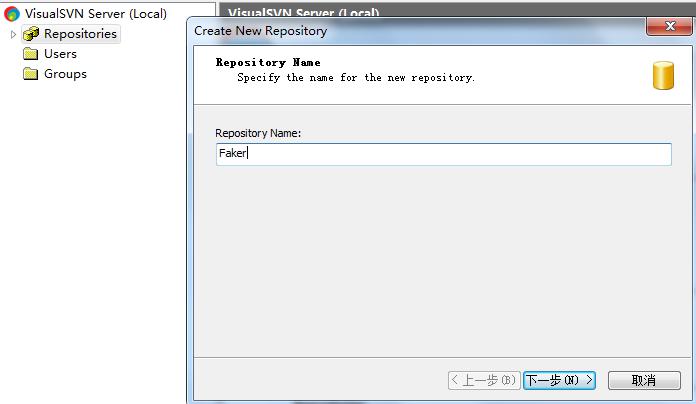 VisualSVN Server (Local)
Repositories
Users
Groups
VisualSVN Server (Local)
Create New Repository
Repository Name
Specify the name for the new repository.
Repository Name:
Faker
< 上一步(B)
下一步(N) >
取消